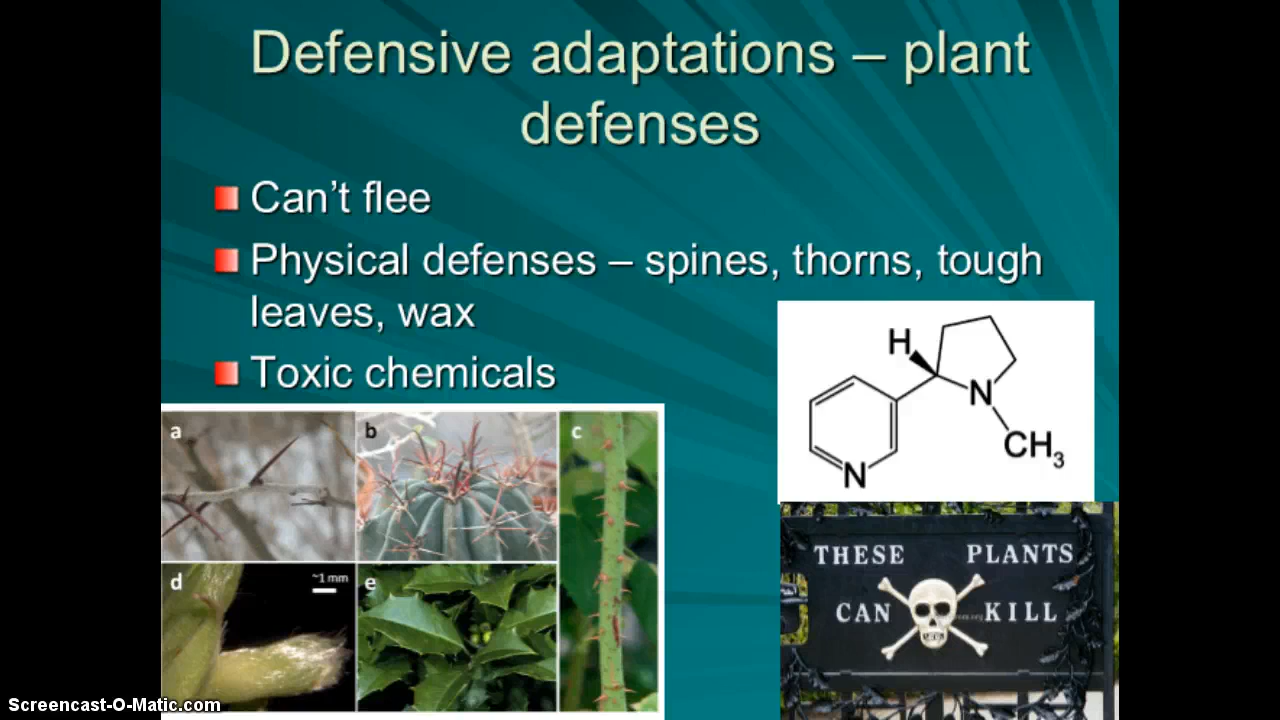 Defensive adaptations – plant
defenses
Can’t flee
Physical defenses – spines, thorns, tough
leaves, wax
Toxic chemicals
H
N
CH3
N
a
b
c
d
~1 mm
e
THESE PLANTS
CAN KILL
Screencast-O-Matic.com